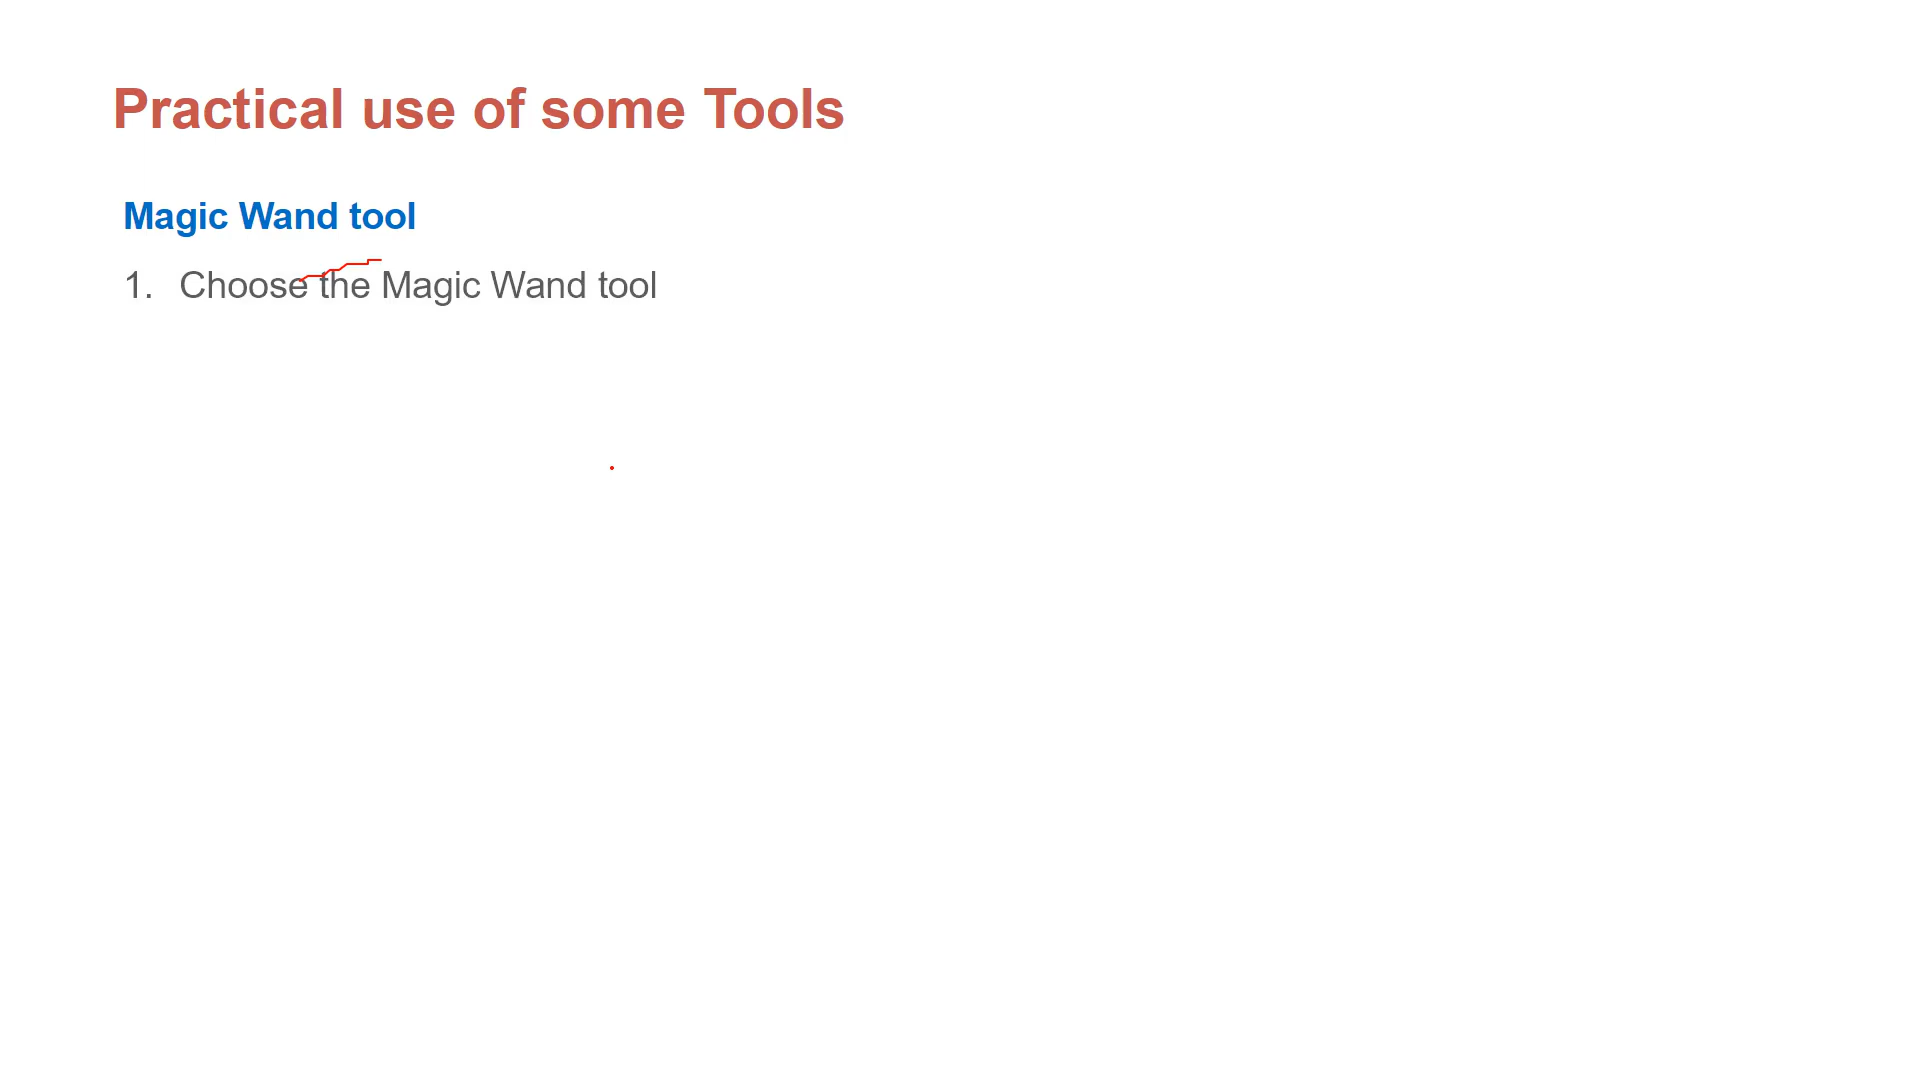 Practical use of some Tools
Magic Wand tool
1. Choose the Magic Wand tool